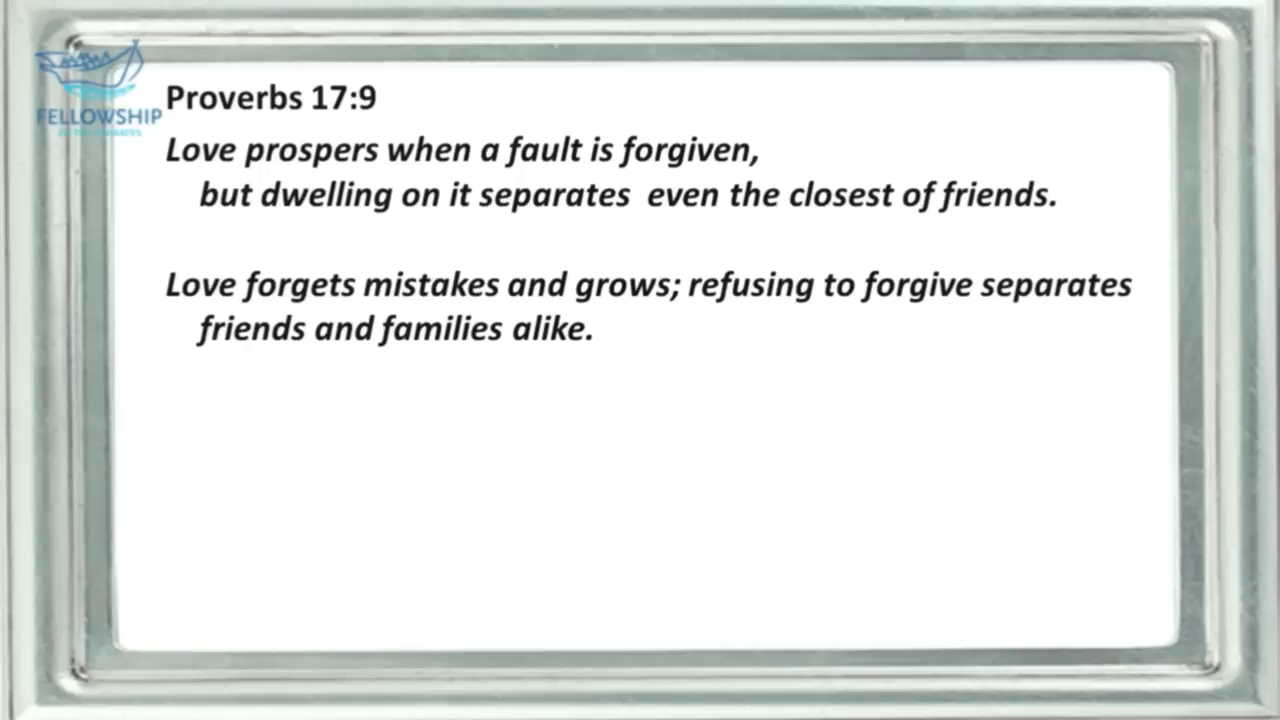 FELLOWSHIP
Proverbs 17:9
Love prospers when a fault is forgiven,
but dwelling on it separates even the closest of friends.
Love forgets mistakes and grows; refusing to forgive separates
friends and families alike.